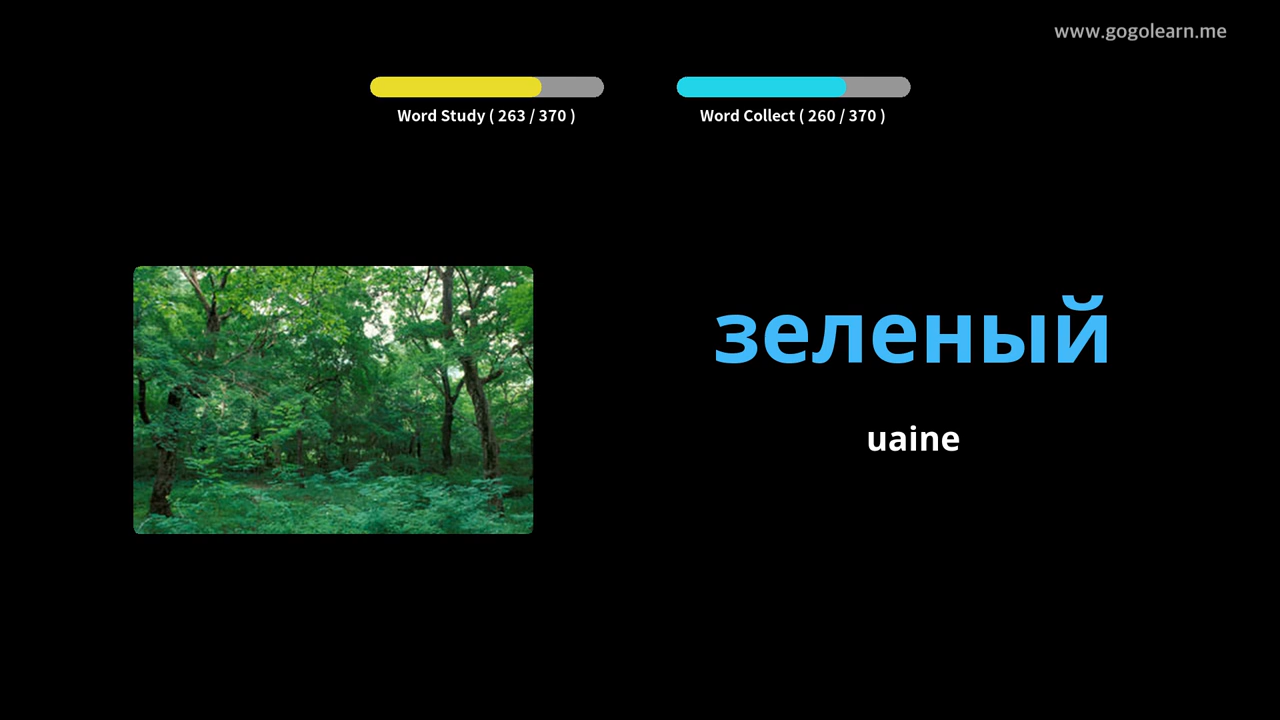 www.gogolearn.me
Word Study ( 263 / 370 )
Word Collect ( 260 / 370 )
зеленый
uaine